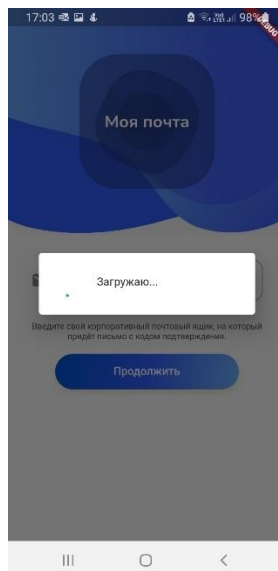 17:03
98%
Моя почта
Загружаю...
Введите свой корпоративный почтовый ящик, на который
придёт письмо с кодом подтверждения.
Продолжить